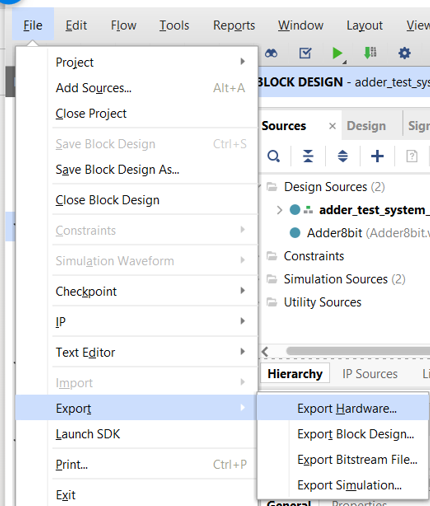 File Edit Flow Tools Reports Window Layout View
Project
Add Sources... Alt+A
Close Project
Save Block Design Ctrl+S
Save Block Design As...
Close Block Design
Constraints
Simulation Waveform
Checkpoint
IP
Text Editor
Import
Export
Launch SDK
Print... Ctrl+P
Exit
BLOCK DESIGN - adder_test_sys
Sources × Design Sign
Design Sources (2)
adder_test_system_
Adder8bit (Adder8bit.v
Constraints
Simulation Sources (2)
Utility Sources
Hierarchy IP Sources Li
Export Hardware...
Export Block Design...
Export Bitstream File...
Export Simulation...
General Properties